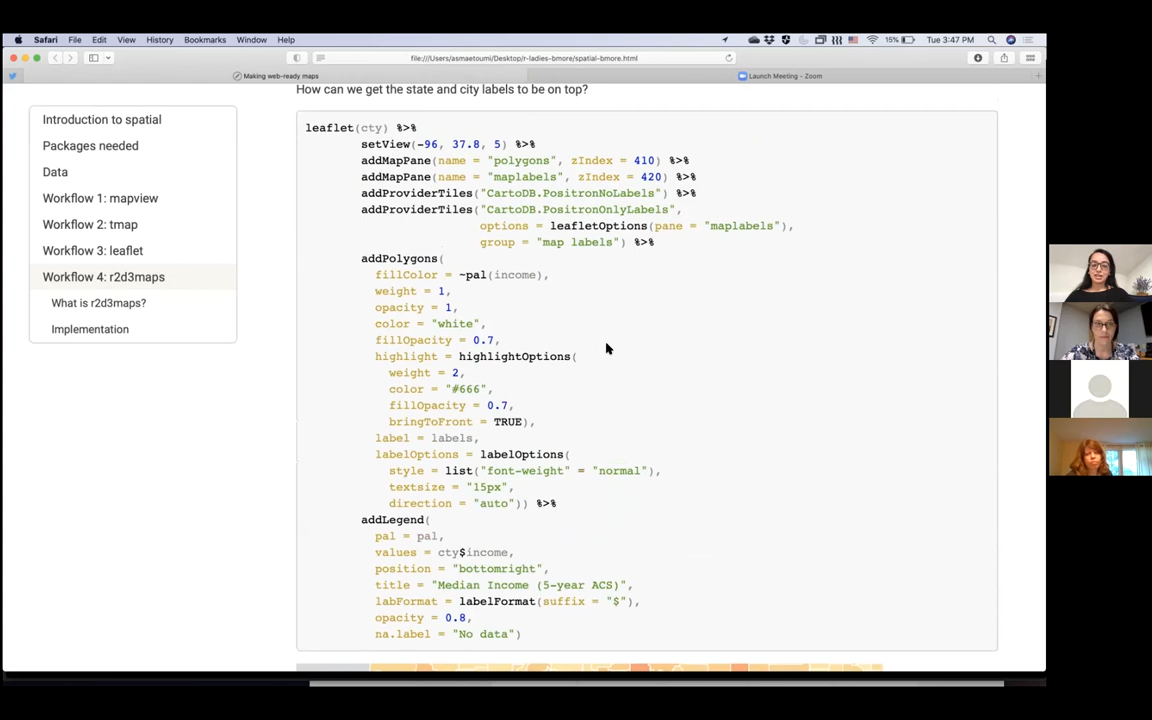 Safari File Edit View History Bookmarks Window Help 15% Tue 3:47 PM
file:///Users/asmaetoumi/Desktop/r-ladies-bmore/spatial-bmore.html
Making web-ready maps
Launch Meeting - Zoom
Introduction to spatial
Packages needed
Data
Workflow 1: mapview
Workflow 2: tmap
Workflow 3: leaflet
Workflow 4: r2d3maps
What is r2d3maps?
Implementation
How can we get the state and city labels to be on top?
leaflet(cty) %>%
setView(-96, 37.8, 5) %>%
addMapPane(name = "polygons", zIndex = 410) %>%
addMapPane(name = "maplabels", zIndex = 420) %>%
addProviderTiles("CartoDB.PositronNoLabels") %>%
addProviderTiles("CartoDB.PositronOnlyLabels",
options = leafletOptions(pane = "maplabels"),
group = "map labels") %>%
addPolygons(
fillColor = ~pal(income),
weight = 1,
opacity = 1,
color = "white",
fillOpacity = 0.7,
highlight = highlightOptions(
weight = 2,
color = "#666",
fillOpacity = 0.7,
bringToFront = TRUE),
label = labels,
labelOptions = labelOptions(
style = list("font-weight" = "normal"),
textsize = "15px",
direction = "auto")) %>%
addLegend(
pal = pal,
values = cty$income,
position = "bottomright",
title = "Median Income (5-year ACS)",
labFormat = labelFormat(suffix = "$"),
opacity = 0.8,
na.label = "No data")